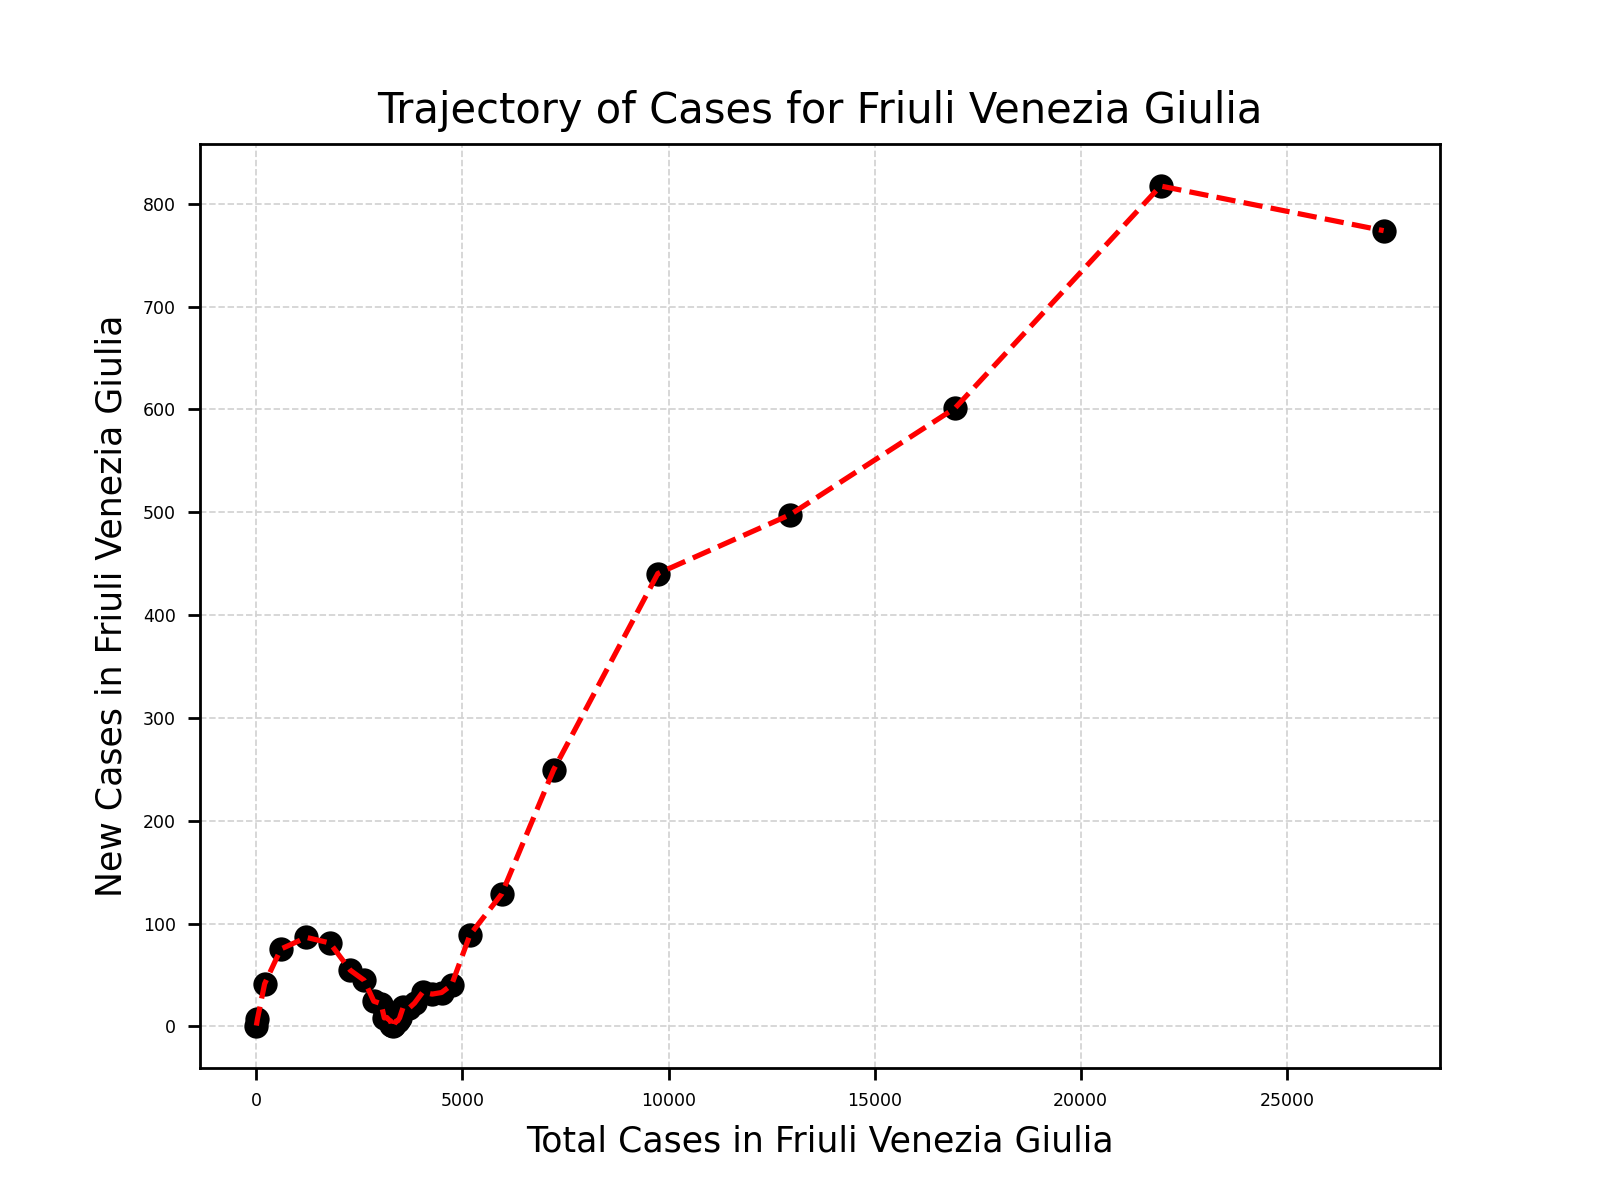 Trajectory of Cases for Friuli Venezia Giulia
New Cases in Friuli Venezia Giulia
800
700
600
500
400
300
200
100
0
0 5000 10000 15000 20000 25000
Total Cases in Friuli Venezia Giulia